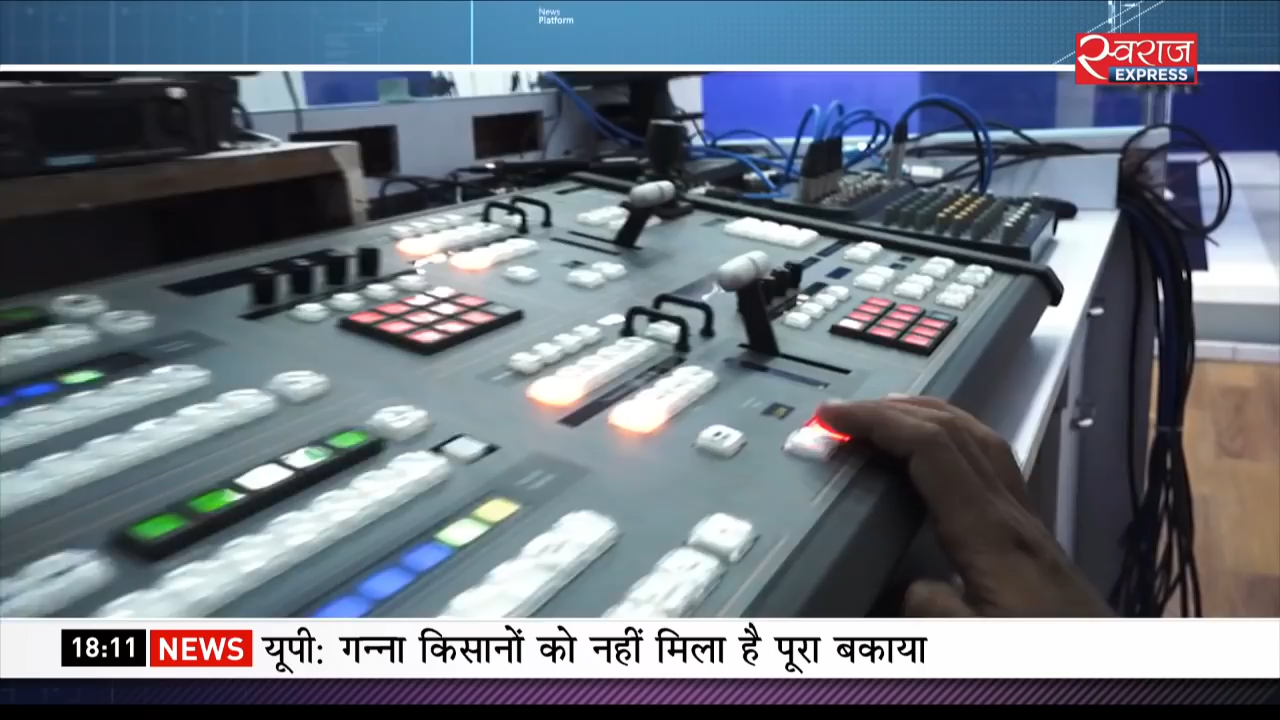 News
Platform
स्वराज
EXPRESS
18:11 NEWS यूपी: गन्ना किसानों को नहीं मिला है पूरा बकाया